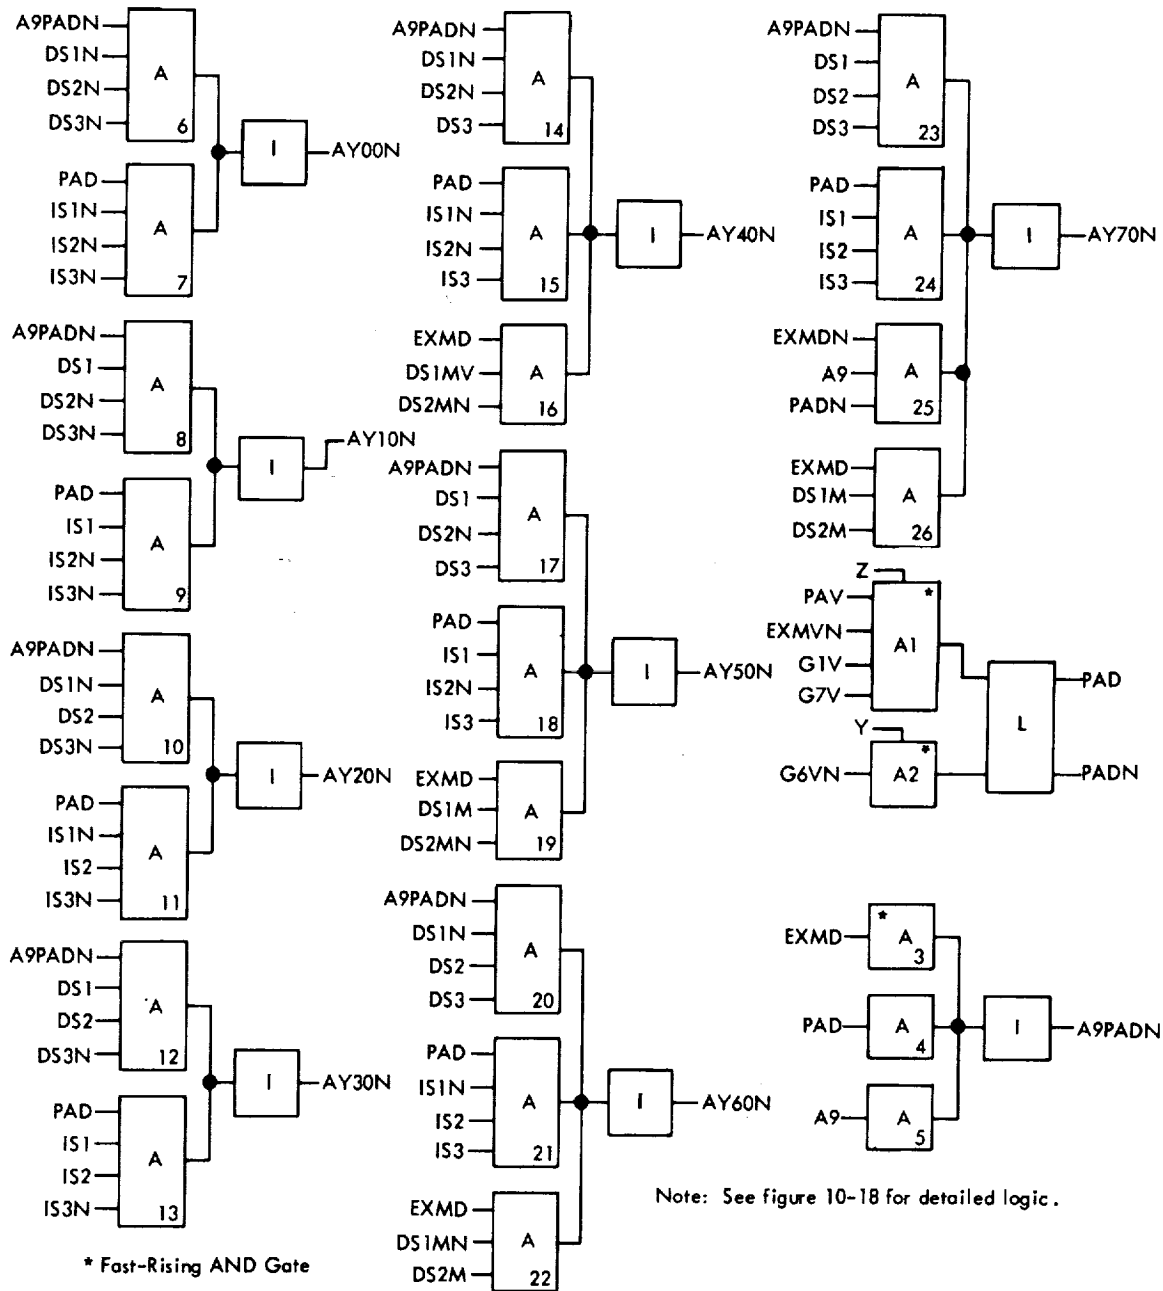 A9PADN
DS1N
DS2N
DS3N
A
6
PAD
IS1N
IS2N
IS3N
A
7
I
AY00N
A9PADN
DS1
DS2N
DS3N
A
8
PAD
IS1
IS2N
IS3N
A
9
I
AY10N
A9PADN
DS1N
DS2
DS3N
A
10
PAD
IS1N
IS2
IS3N
A
11
I
AY20N
A9PADN
DS1
DS2
DS3N
A
12
PAD
IS1
IS2
IS3N
A
13
I
AY30N
* Fast-Rising AND Gate
A9PADN
DS1N
DS2N
DS3
A
14
PAD
IS1N
IS2N
IS3
A
15
EXMD
DS1MV
DS2MN
A
16
I
AY40N
A9PADN
DS1
DS2N
DS3
A
17
PAD
IS1
IS2N
IS3
A
18
EXMD
DS1M
DS2MN
A
19
I
AY50N
A9PADN
DS1N
DS2
DS3
A
20
PAD
IS1N
IS2
IS3
A
21
EXMD
DS1MN
DS2M
A
22
I
AY60N
A9PADN
DS1
DS2
DS3
A
23
PAD
IS1
IS2
IS3
A
24
EXMDN
A9
PADN
A
25
EXMD
DS1M
DS2M
A
26
I
AY70N
Z
PAV
EXMVN
G1V
G7V
*
A1
Y
G6VN
*
A2
L
PAD
PADN
EXMD
*
A
3
PAD
A
4
A9
A
5
I
A9PADN
Note: See figure 10-18 for detailed logic.